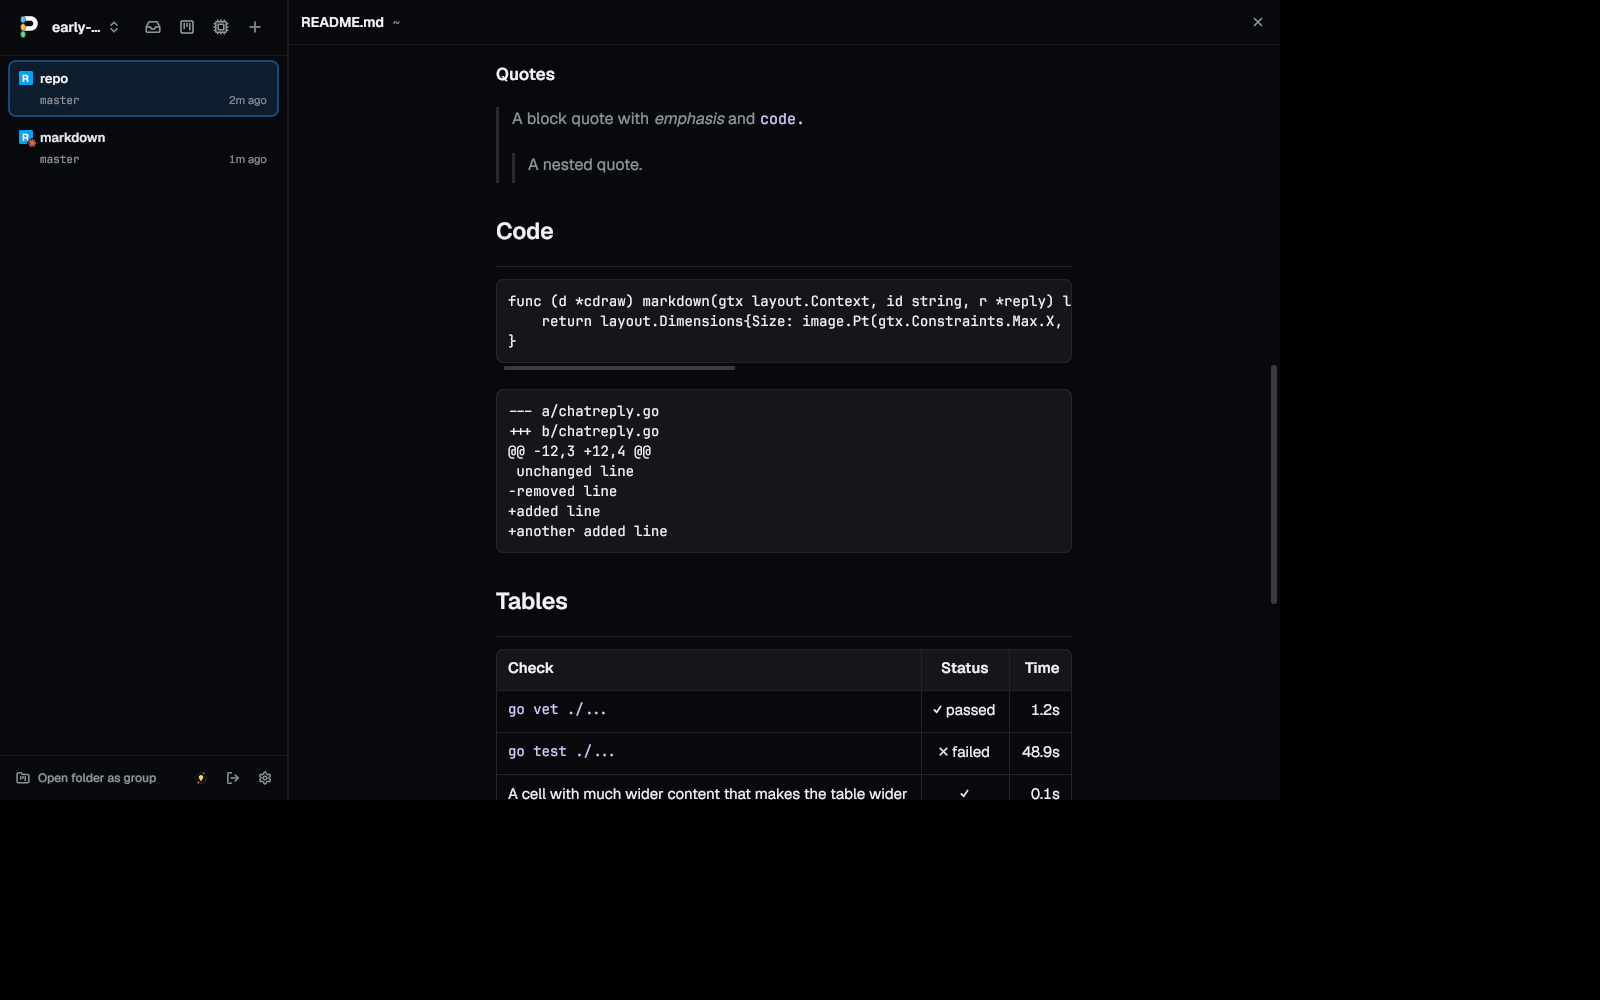 early-...
README.md ~
repo
master 2m ago
markdown
master 1m ago
Open folder as group
Quotes
A block quote with emphasis and code.
A nested quote.
Code
func (d *cdraw) markdown(gtx layout.Context, id string, r *reply) l
    return layout.Dimensions{Size: image.Pt(gtx.Constraints.Max.X,
}
--- a/chatreply.go
+++ b/chatreply.go
@@ -12,3 +12,4 @@
 unchanged line
-removed line
+added line
+another added line
Tables
Check Status Time
go vet ./... ✓ passed 1.2s
go test ./... ✕ failed 48.9s
A cell with much wider content that makes the table wider ✓ 0.1s